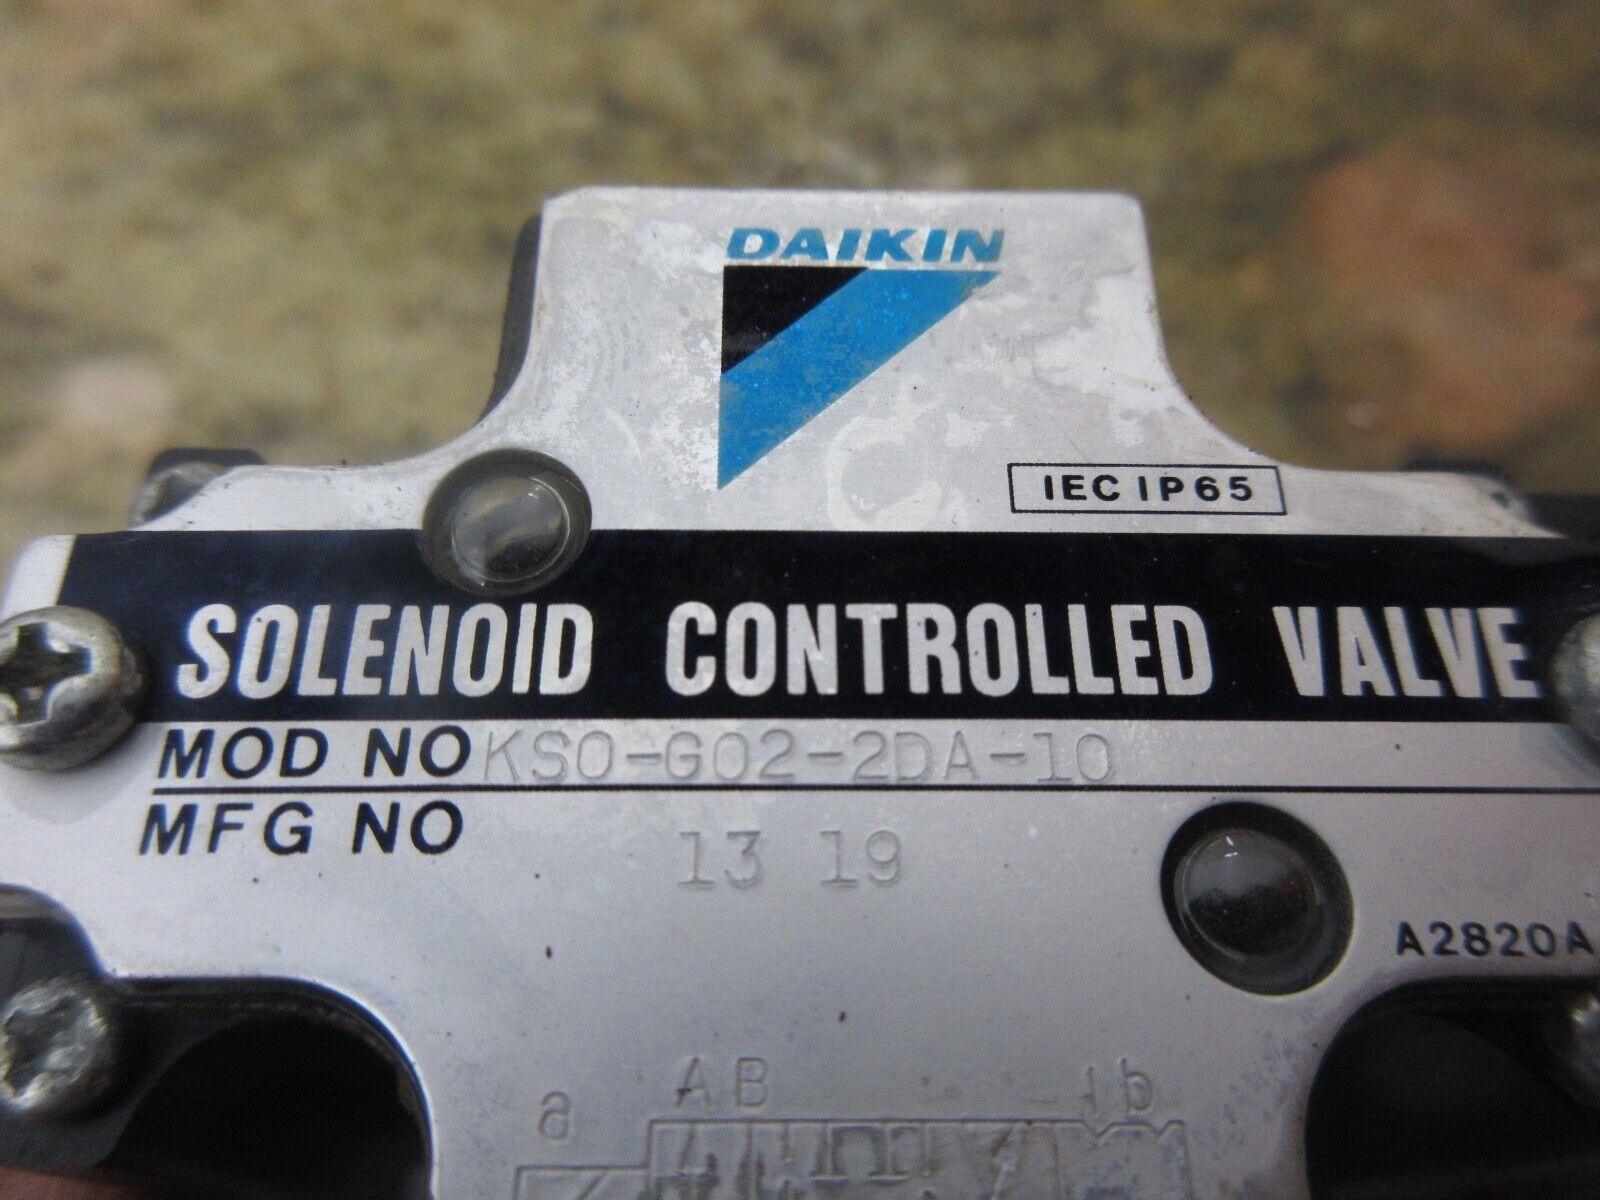 DAIKIN
IEC IP65
SOLENOID CONTROLLED VALVE
MOD NO KSO-G02-2DA-10
MFG NO 13 19
A2820A
a AB b